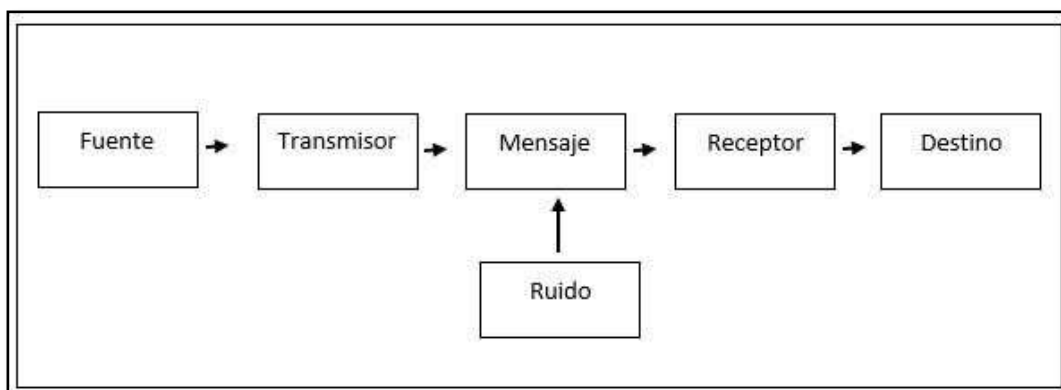 Fuente
Transmisor
Mensaje
Receptor
Destino
Ruido